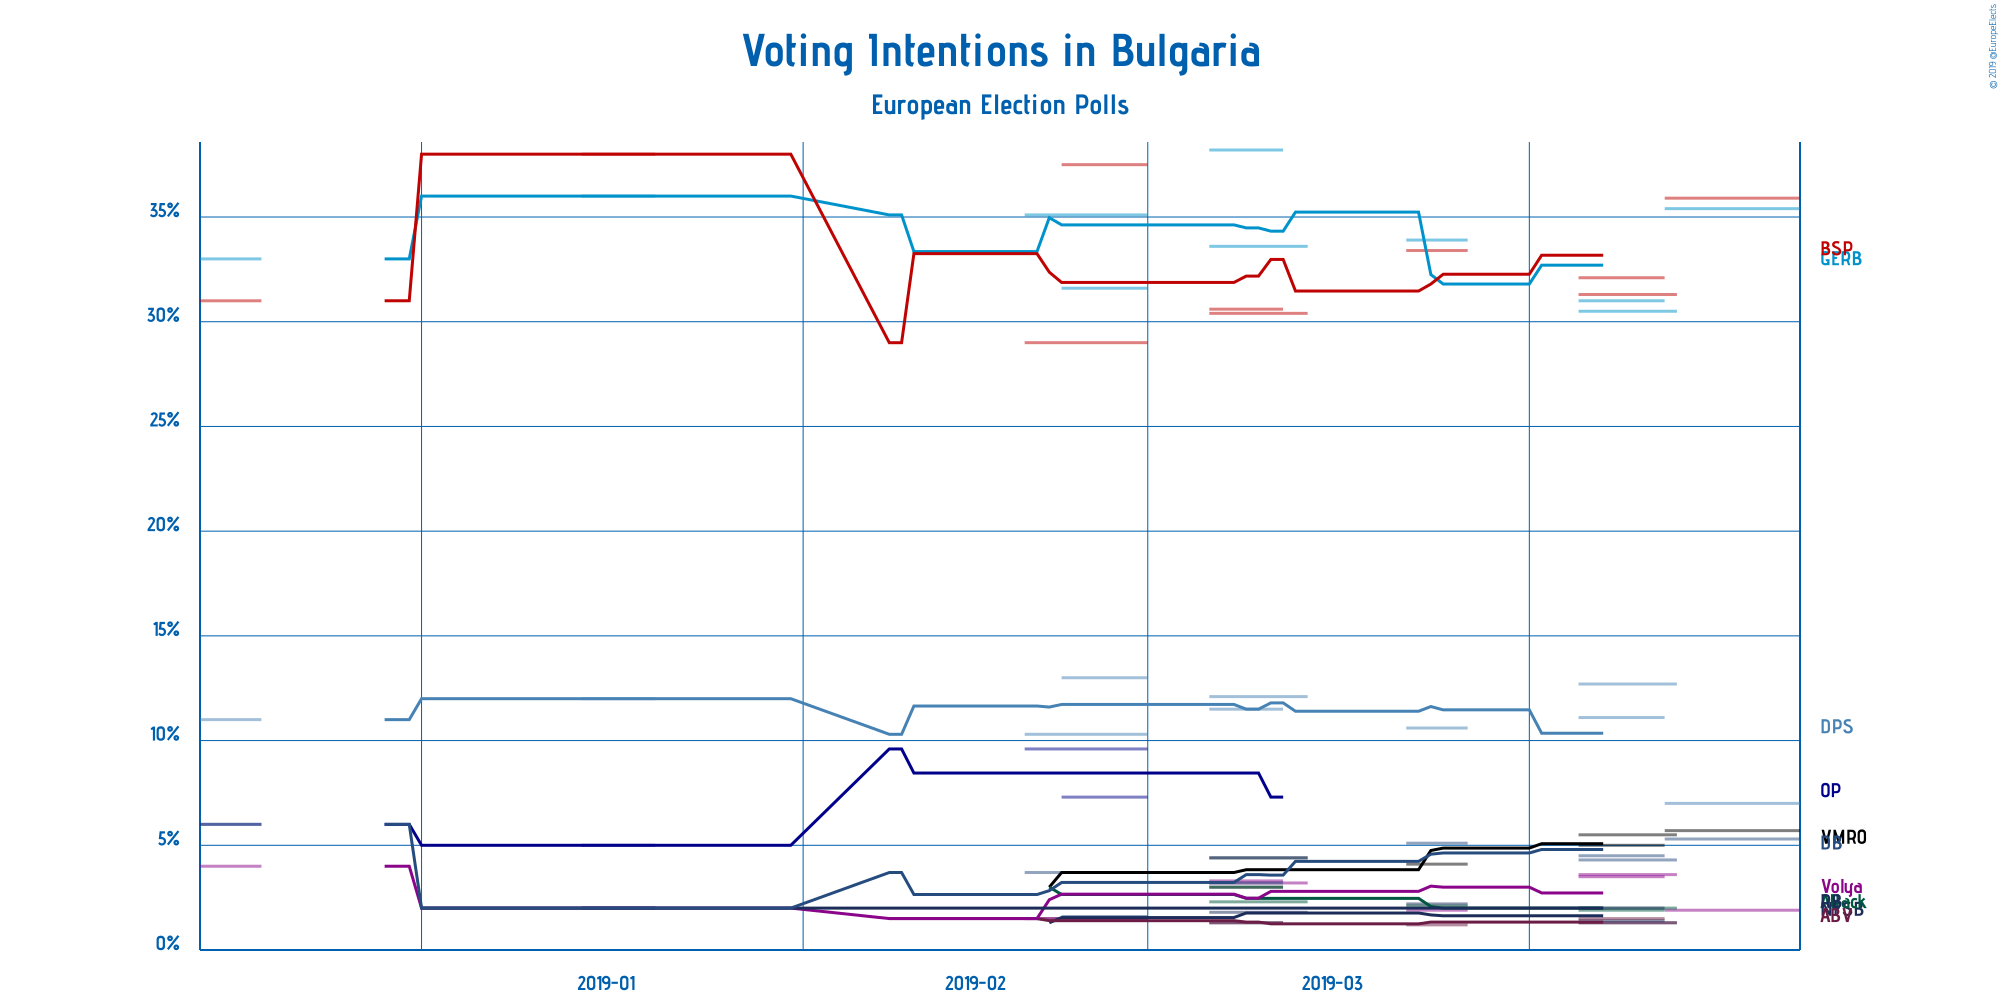 © 2019 @EuropeElects
Voting Intentions in Bulgaria
European Election Polls
35%
30%
25%
20%
15%
10%
5%
0%
BSP
GERB
DPS
OP
VMRO
DB
Volya
ABV
2019-01
2019-02
2019-03